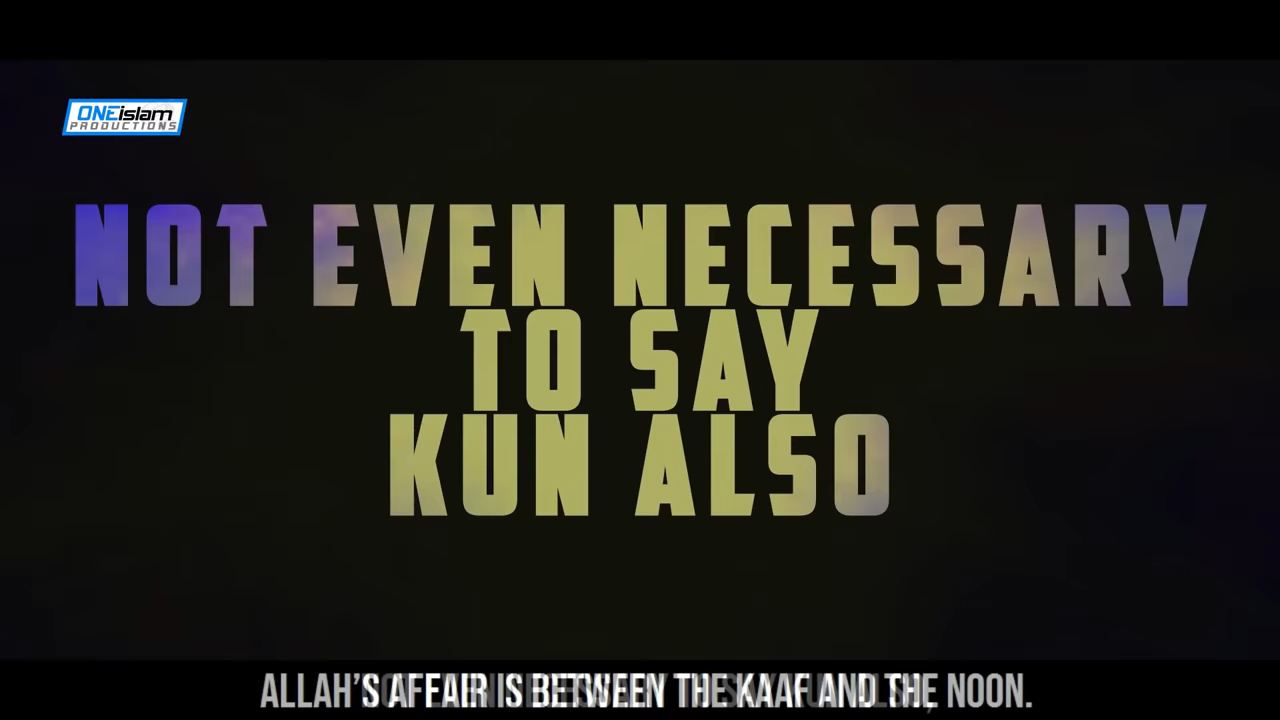 ONEislam
PRODUCTIONS
NOT EVEN NECESSARY
TO SAY
KUN ALSO
ALLAH'S AFFAIR IS BETWEEN THE KAAF AND THE NOON.